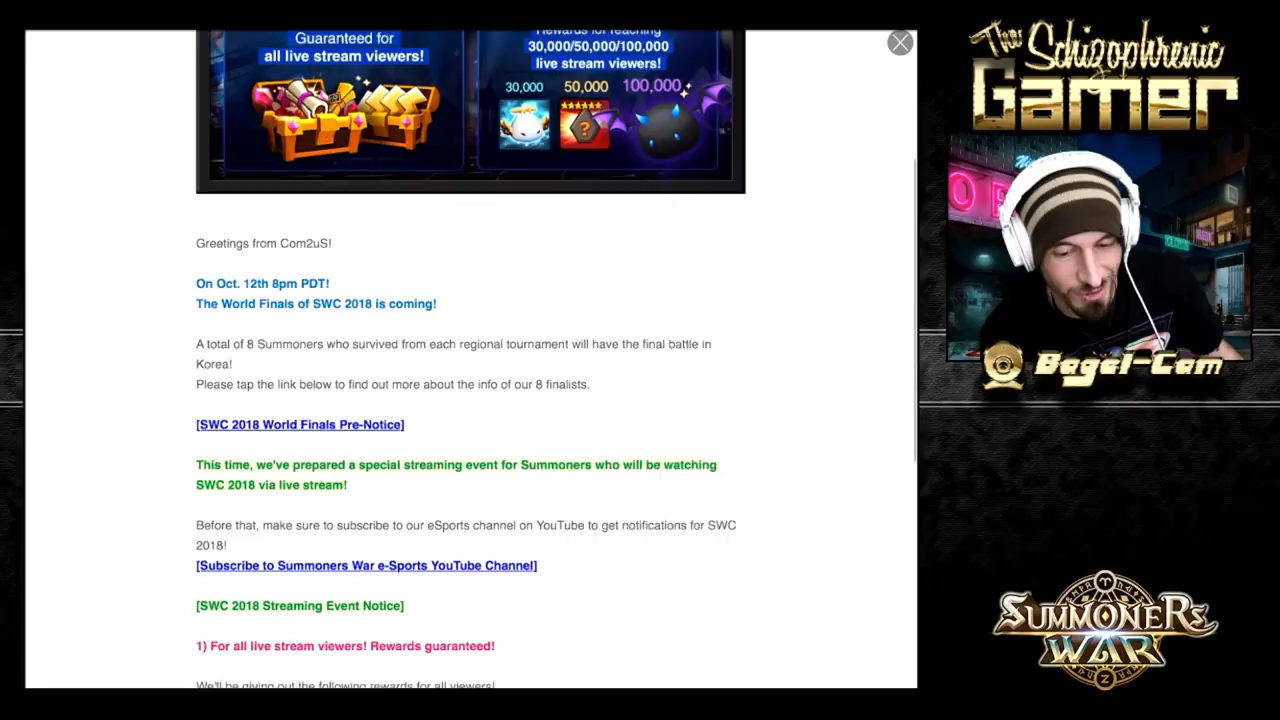 Guaranteed for
all live stream viewers!
Rewards for reaching
30,000/50,000/100,000
live stream viewers!
30,000
50,000
100,000
?
Greetings from Com2uS!
On Oct. 12th 8pm PDT!
The World Finals of SWC 2018 is coming!
A total of 8 Summoners who survived from each regional tournament will have the final battle in
Korea!
Please tap the link below to find out more about the info of our 8 finalists.
[SWC 2018 World Finals Pre-Notice]
This time, we've prepared a special streaming event for Summoners who will be watching
SWC 2018 via live stream!
Before that, make sure to subscribe to our eSports channel on YouTube to get notifications for SWC
2018!
[Subscribe to Summoners War e-Sports YouTube Channel]
[SWC 2018 Streaming Event Notice]
1) For all live stream viewers! Rewards guaranteed!
We'll be giving out the following rewards for all viewers!
The
Schizophrenic
Gamer
Bagel-Cam
SUMMONERS
WAR